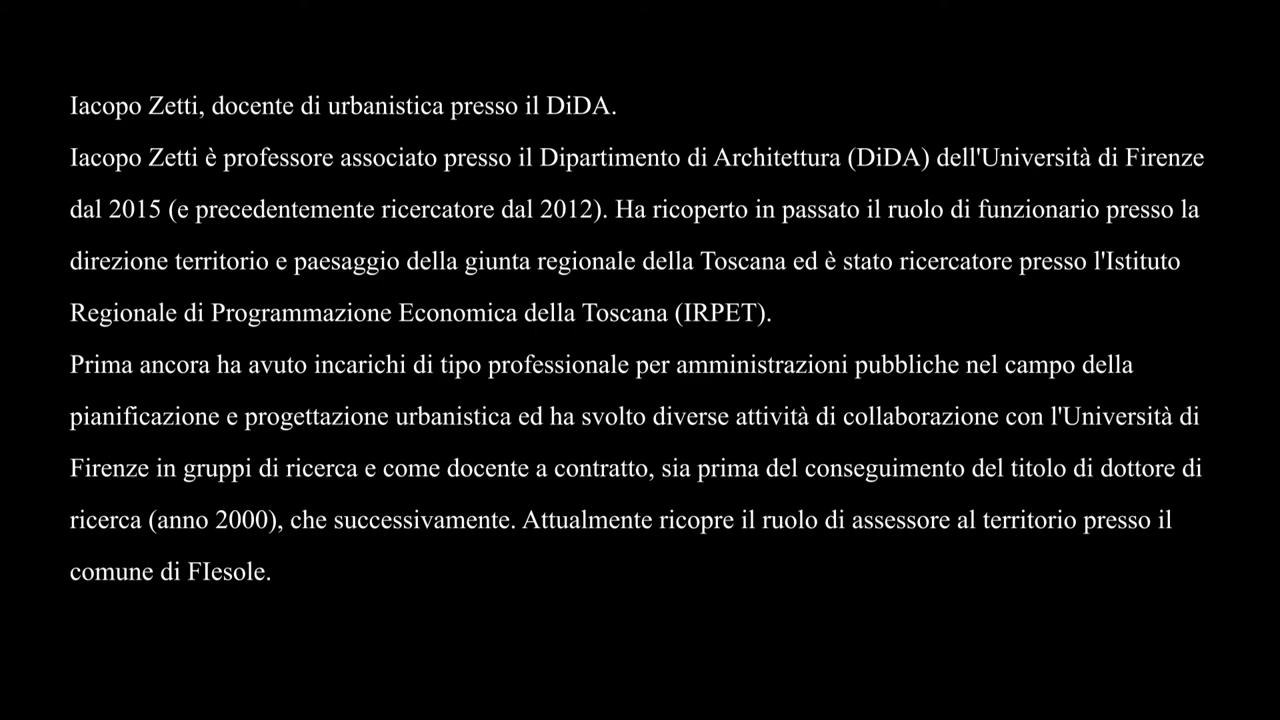 Iacopo Zetti, docente di urbanistica presso il DiDA.
Iacopo Zetti è professore associato presso il Dipartimento di Architettura (DiDA) dell'Università di Firenze
dal 2015 (e precedentemente ricercatore dal 2012). Ha ricoperto in passato il ruolo di funzionario presso la
direzione territorio e paesaggio della giunta regionale della Toscana ed è stato ricercatore presso l'Istituto
Regionale di Programmazione Economica della Toscana (IRPET).
Prima ancora ha avuto incarichi di tipo professionale per amministrazioni pubbliche nel campo della
pianificazione e progettazione urbanistica ed ha svolto diverse attività di collaborazione con l'Università di
Firenze in gruppi di ricerca e come docente a contratto, sia prima del conseguimento del titolo di dottore di
ricerca (anno 2000), che successivamente. Attualmente ricopre il ruolo di assessore al territorio presso il
comune di FIesole.